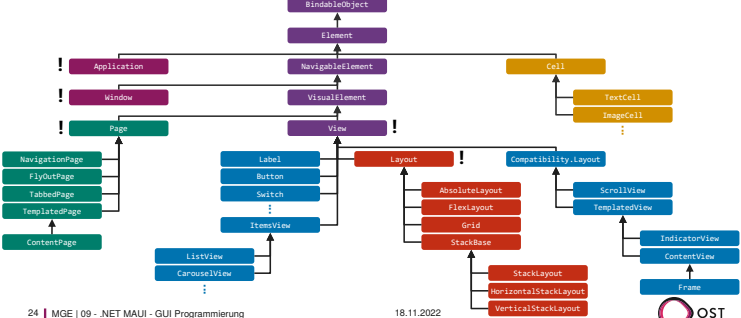 BindableObject
Element
! Application NavigableElement Cell
! Window VisualElement TextCell
ImageCell
! Page View !
NavigationPage Label Layout ! Compatibility.Layout
FlyOutPage Button
TabbedPage Switch AbsoluteLayout ScrollView
TemplatedPage FlexLayout TemplatedView
ItemsView Grid
ContentPage StackBase IndicatorView
ListView ContentView
CarouselView StackLayout
HorizontalStackLayout Frame
VerticalStackLayout
24 | MGE | 09 - .NET MAUI - GUI Programmierung 18.11.2022 OST